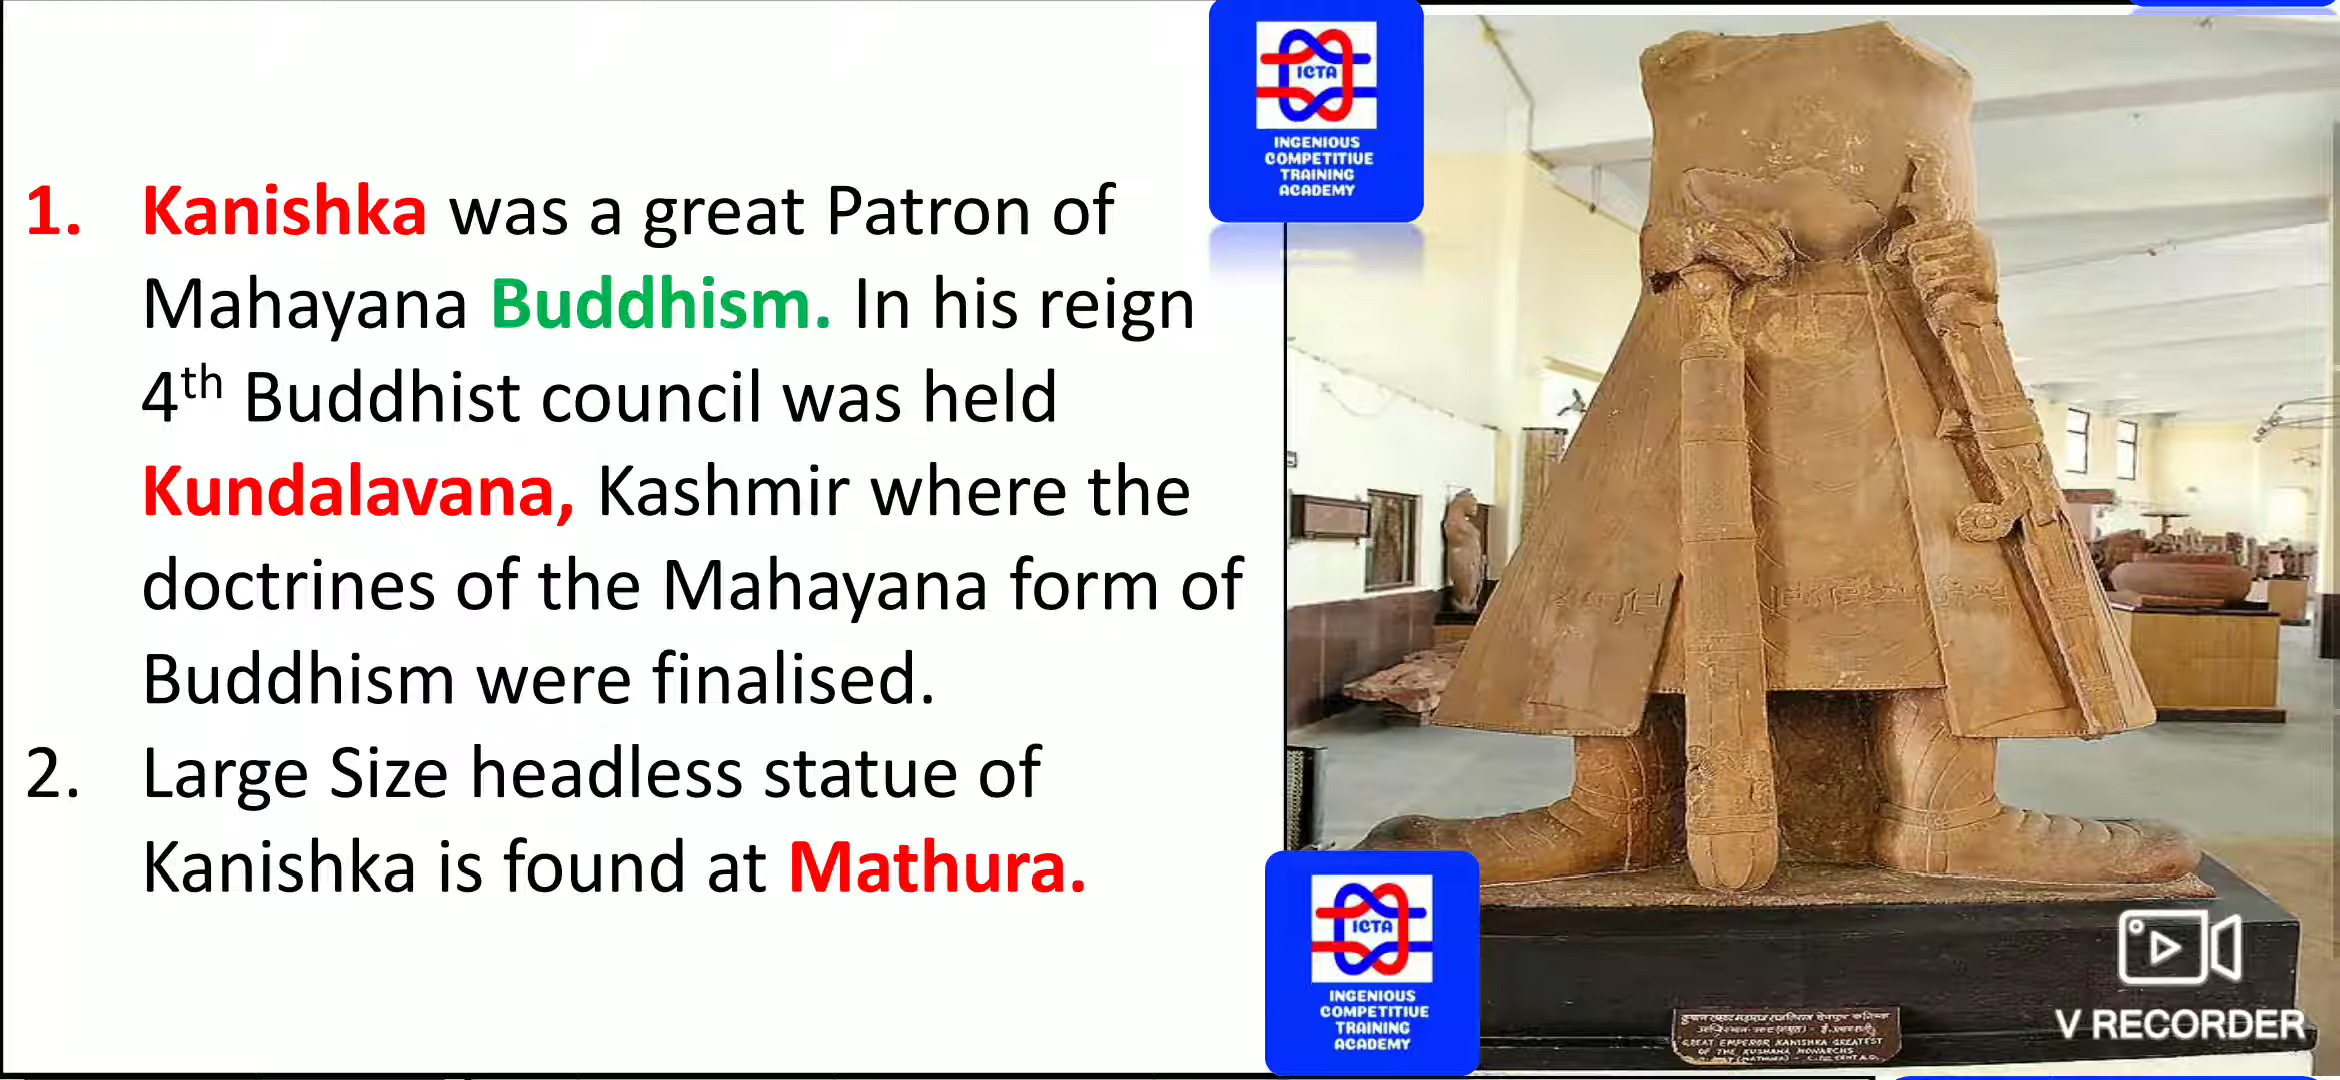 1. Kanishka was a great Patron of
Mahayana Buddhism. In his reign
4th Buddhist council was held
Kundalavana, Kashmir where the
doctrines of the Mahayana form of
Buddhism were finalised.
2. Large Size headless statue of
Kanishka is found at Mathura.
ICTA
INGENIOUS
COMPETITIUE
TRAINING
ACADEMY
ICTA
INGENIOUS
COMPETITIUE
TRAINING
ACADEMY
GREAT EMPEROR KANISHKA GREATEST
OF THE KUSHANA MONARCHS
V RECORDER